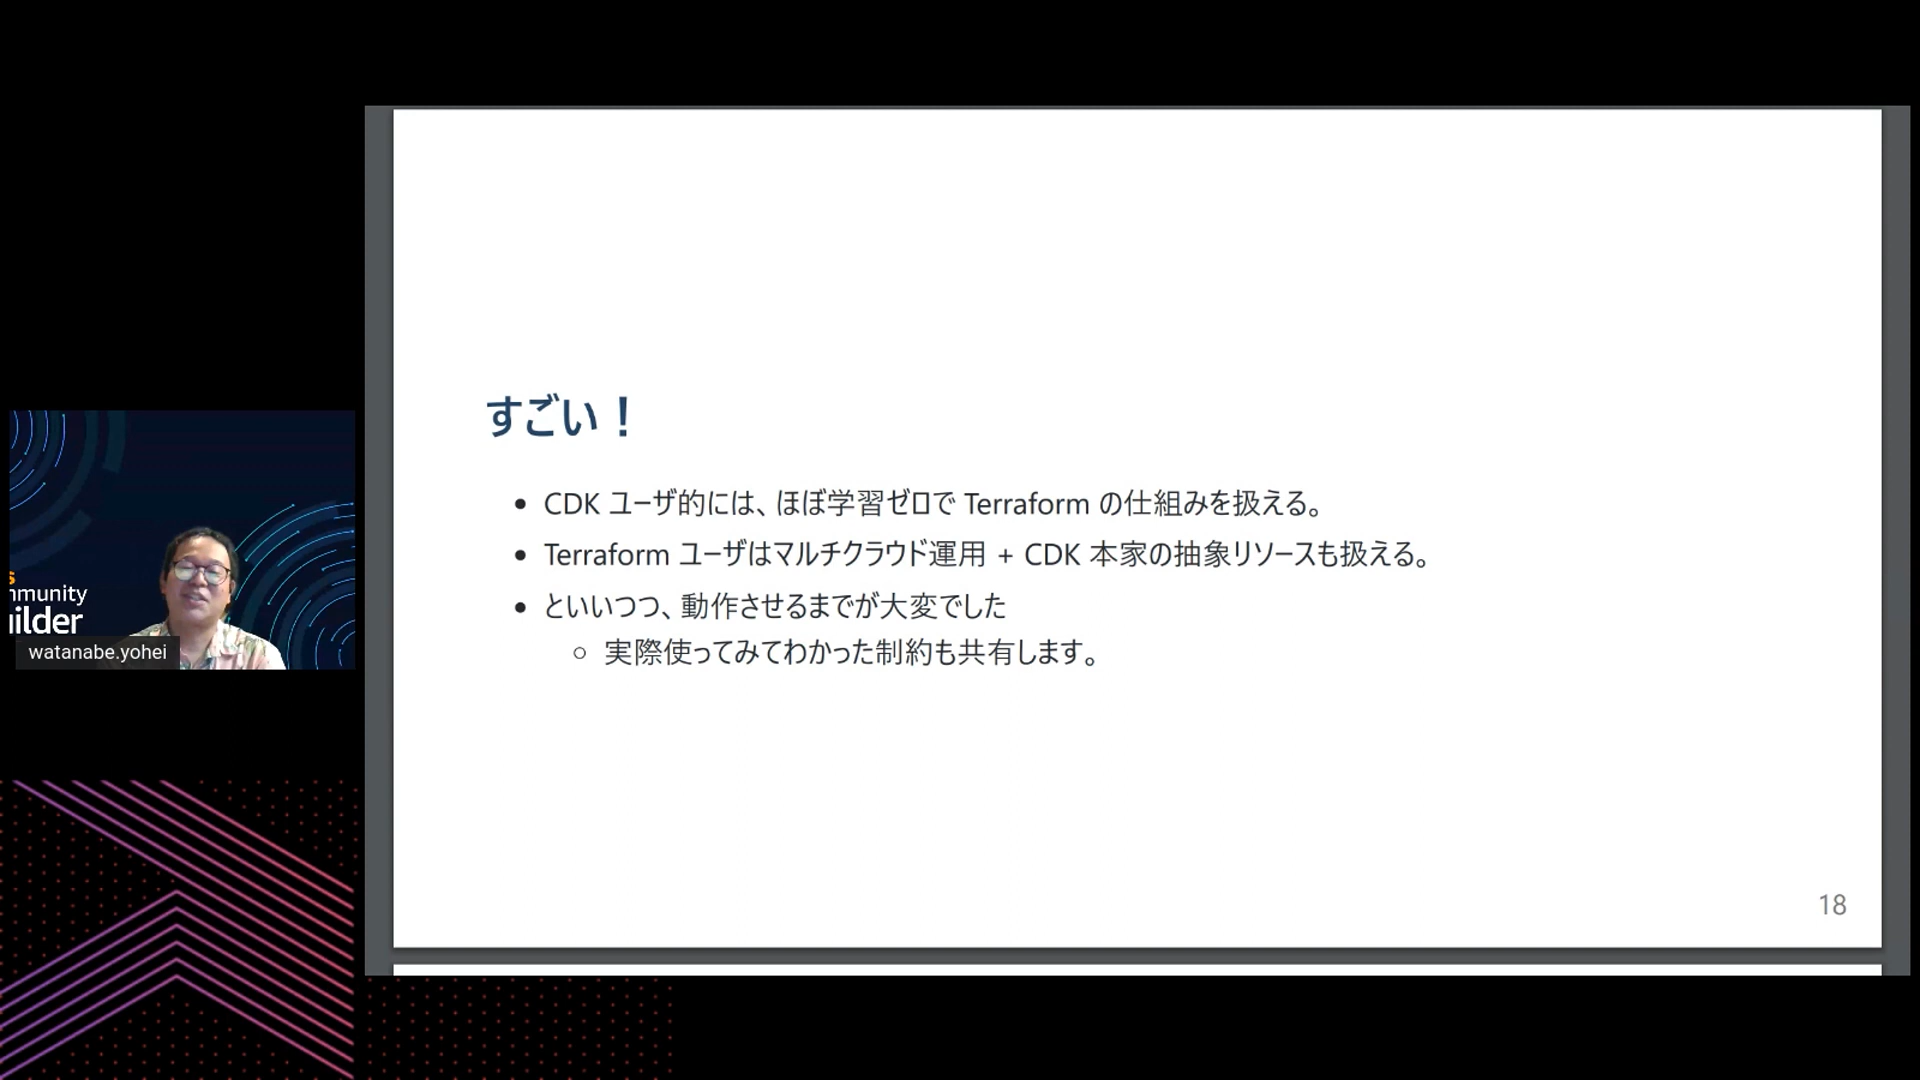 すごい！
• CDK ユーザ的には、ほぼ学習ゼロで Terraform の仕組みを扱える。
• Terraform ユーザはマルチクラウド運用 + CDK 本家の抽象リソースも扱える。
• といいつつ、動作させるまでが大変でした
○ 実際使ってみてわかった制約も共有します。
18
s
mmunity
uilder
watanabe.yohei